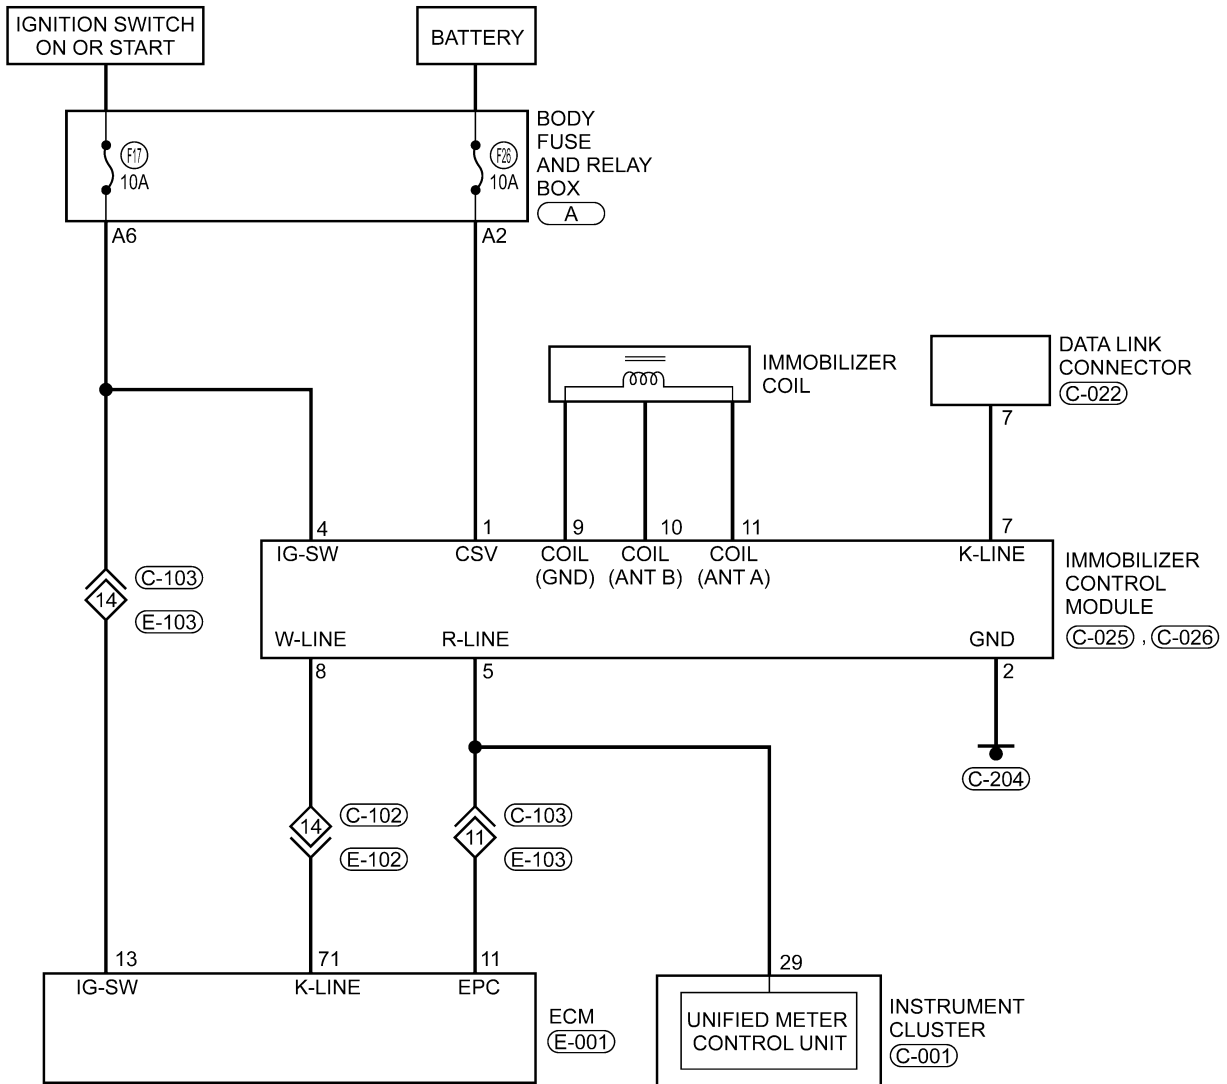 IGNITION SWITCH
ON OR START
BATTERY
BODY
FUSE
AND RELAY
BOX
A
F17
10A
F26
10A
A6
A2
IMMOBILIZER
COIL
DATA LINK
CONNECTOR
C-022
7
4
1
9
10
11
7
IG-SW
CSV
COIL
(GND)
COIL
(ANT B)
COIL
(ANT A)
K-LINE
IMMOBILIZER
CONTROL
MODULE
C-025 , C-026
C-103
14
E-103
W-LINE
R-LINE
GND
8
5
2
C-204
C-102
14
E-102
C-103
11
E-103
13
71
11
29
IG-SW
K-LINE
EPC
ECM
E-001
UNIFIED METER
CONTROL UNIT
INSTRUMENT
CLUSTER
C-001